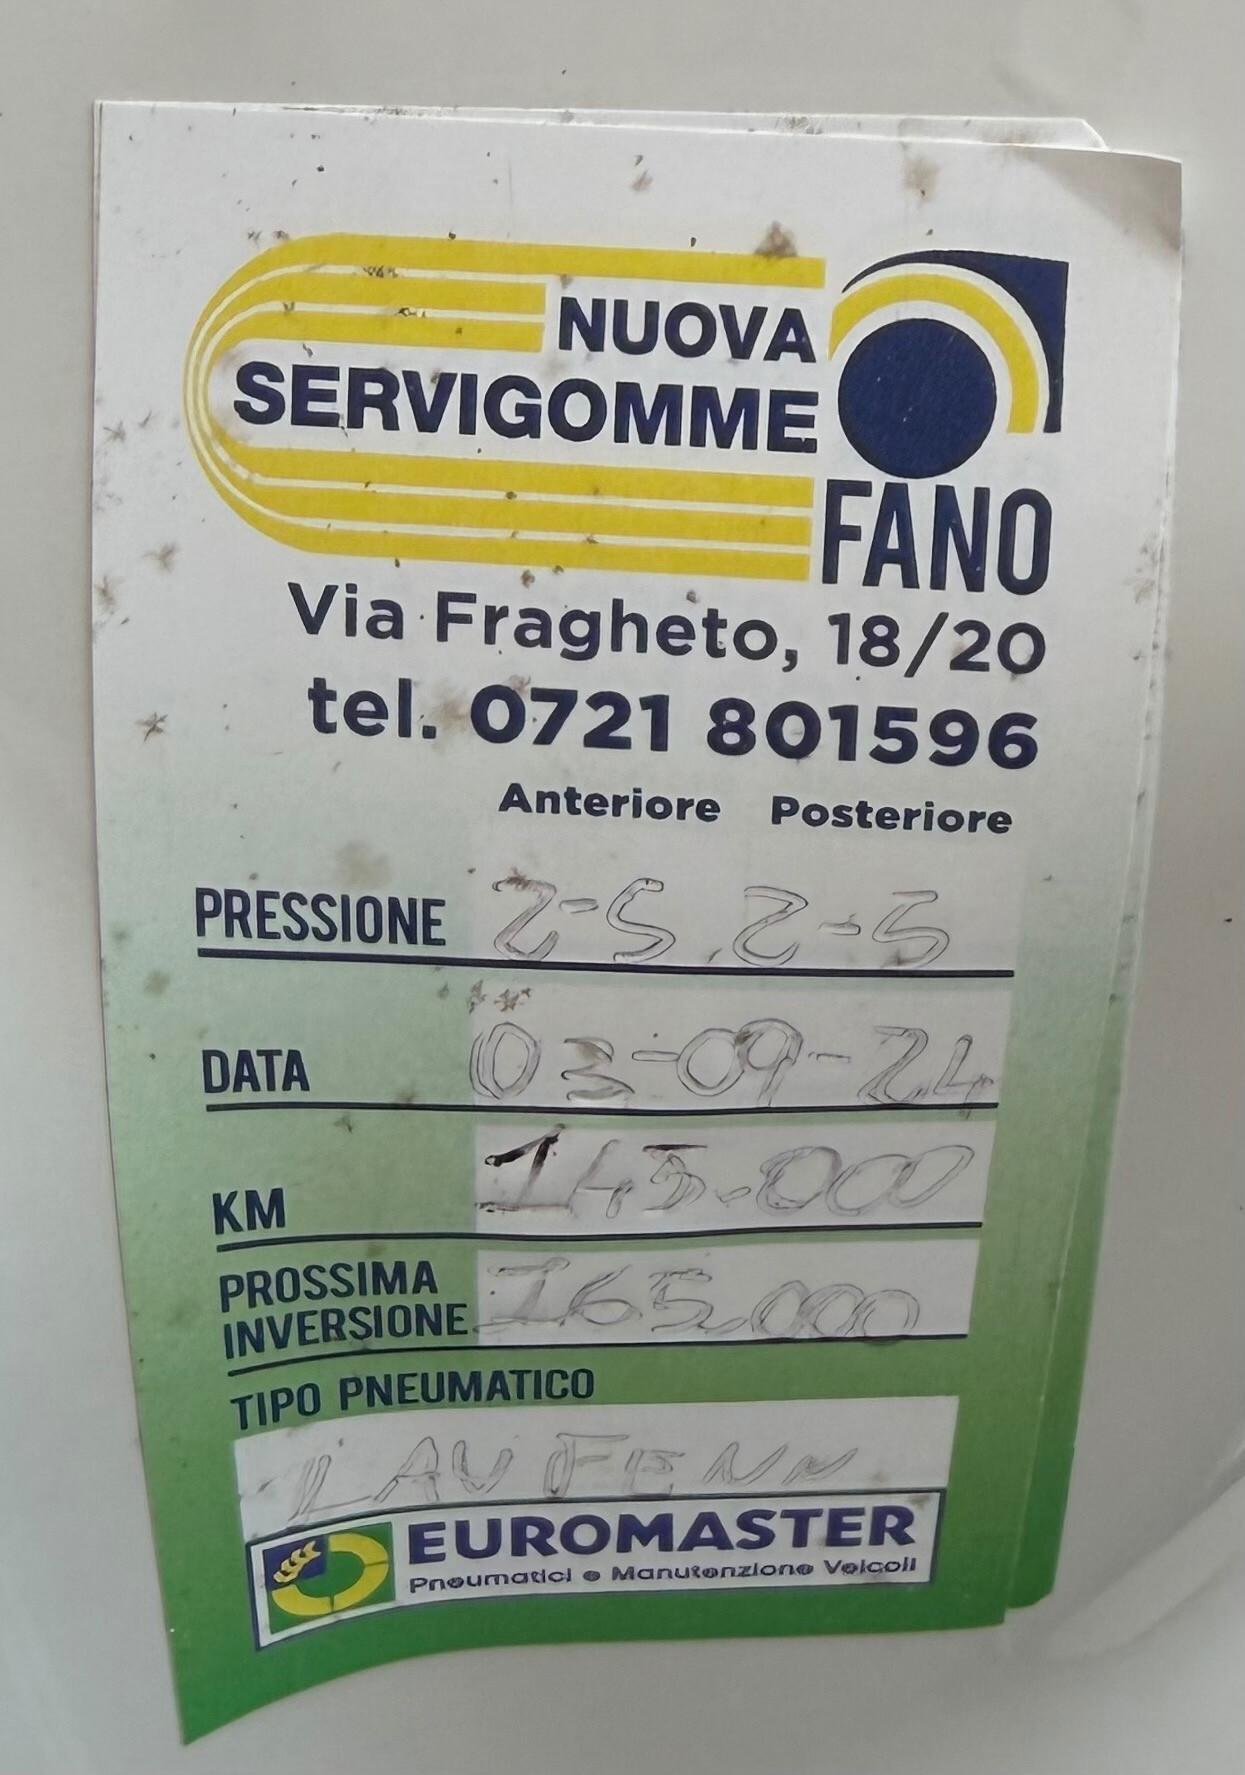 NUOVA
SERVIGOMME
FANO
Via Fragheto, 18/20
tel. 0721 801596
Anteriore Posteriore
PRESSIONE 2-5 2-5
DATA 03-09-24
KM 145.000
PROSSIMA
INVERSIONE 165.000
TIPO PNEUMATICO
LAUFENN
EUROMASTER
Pneumatici e Manutenzione Veicoli